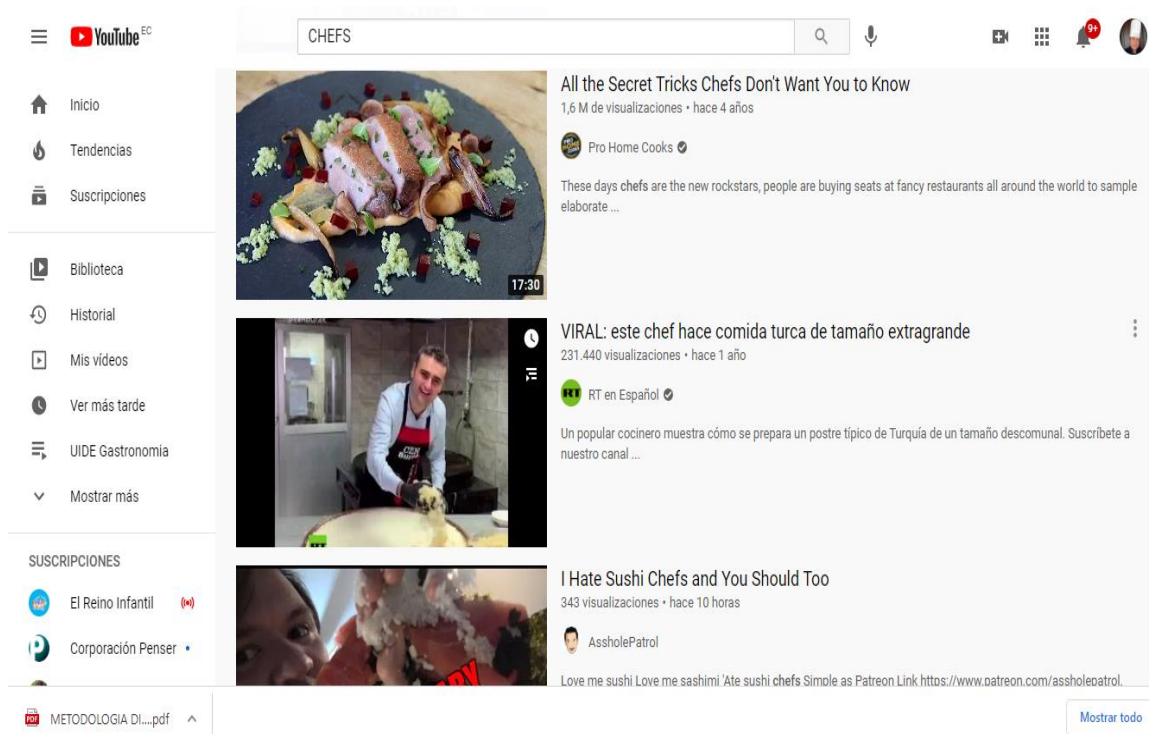 YouTube EC
CHEFS
9+
Inicio
Tendencias
Suscripciones
Biblioteca
Historial
Mis vídeos
Ver más tarde
UIDE Gastronomia
Mostrar más
SUSCRIPCIONES
El Reino Infantil
Corporación Penser
All the Secret Tricks Chefs Don't Want You to Know
1,6 M de visualizaciones • hace 4 años
Pro Home Cooks
These days chefs are the new rockstars, people are buying seats at fancy restaurants all around the world to sample
elaborate ...
17:30
VIRAL: este chef hace comida turca de tamaño extragrande
231.440 visualizaciones • hace 1 año
RT
RT en Español
Un popular cocinero muestra cómo se prepara un postre típico de Turquía de un tamaño descomunal. Suscríbete a
nuestro canal ...
RT
I Hate Sushi Chefs and You Should Too
343 visualizaciones • hace 10 horas
AssholePatrol
Love me sushi Love me sashimi 'Ate sushi chefs Simple as Patreon Link https://www.patreon.com/assholepatrol.
PDF
METODOLOGIA DI....pdf
Mostrar todo